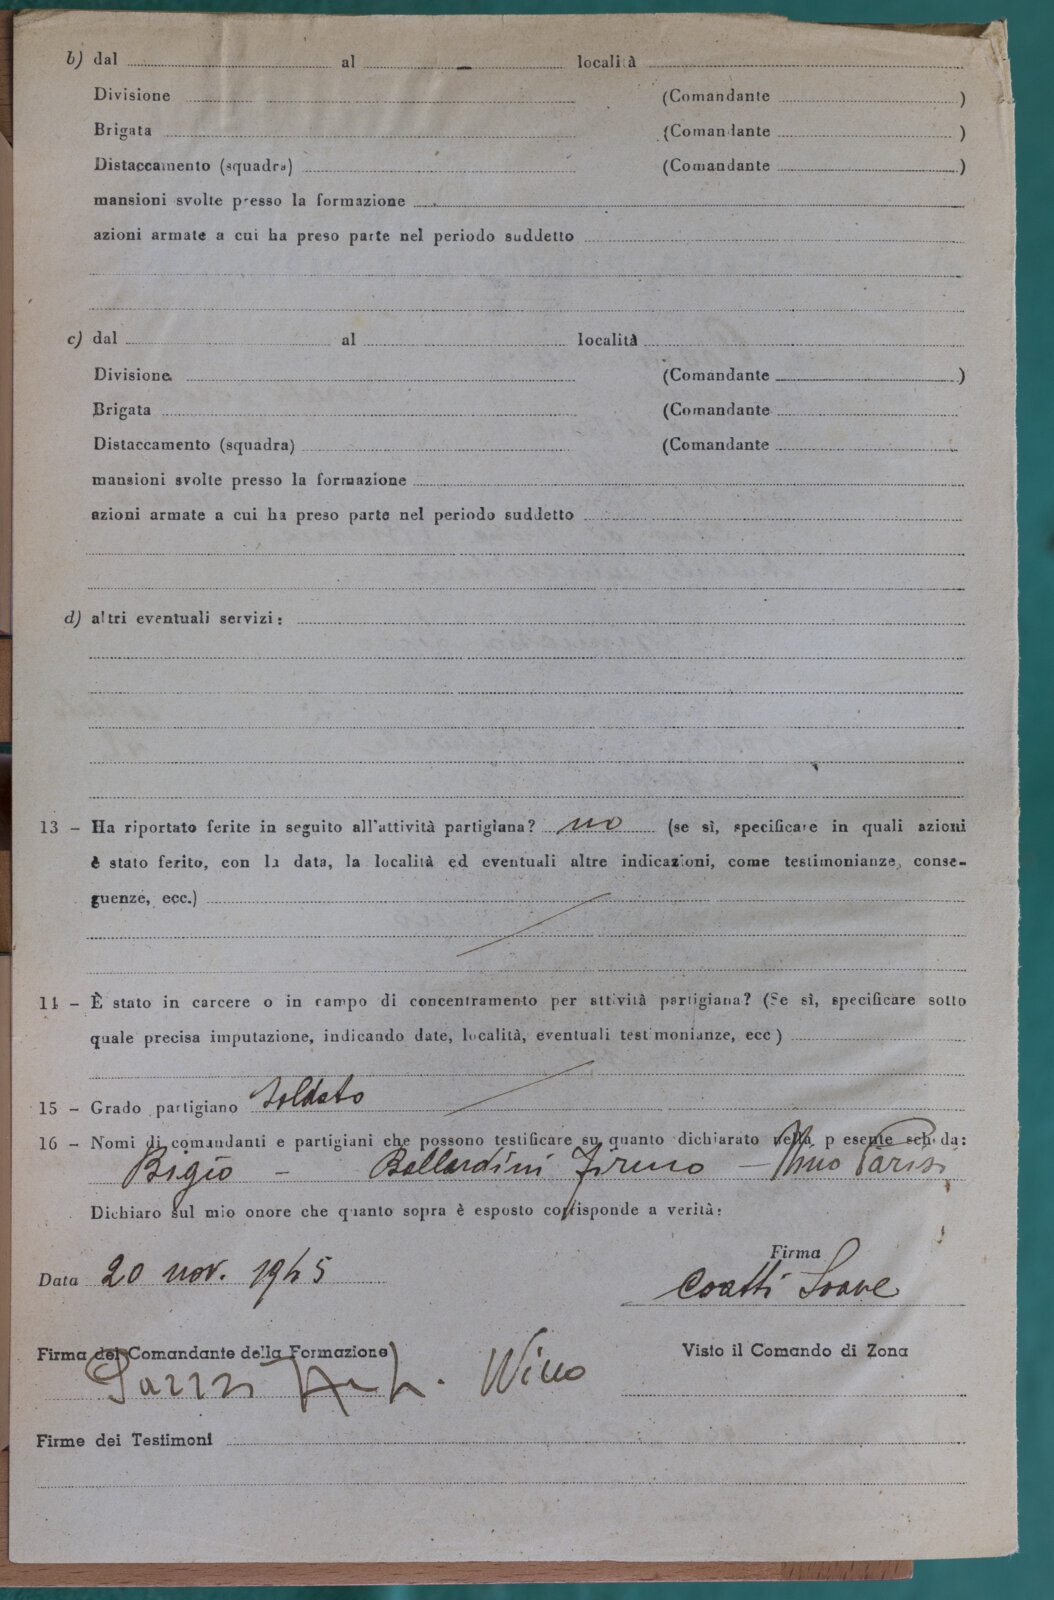 b) dal al località
Divisione (Comandante )
Brigata (Comandante )
Distaccamento (squadra) (Comandante )
mansioni svolte presso la formazione
azioni armate a cui ha preso parte nel periodo suddetto
c) dal al località
Divisione (Comandante )
Brigata (Comandante
Distaccamento (squadra) (Comandante
mansioni svolte presso la formazione
azioni armate a cui ha preso parte nel periodo suddetto
d) altri eventuali servizi:
13 - Ha riportato ferite in seguito all'attività partigiana? no (se sì, specificare in quali azioni
è stato ferito, con la data, la località ed eventuali altre indicazioni, come testimonianze, conse-
guenze, ecc.)
14 - È stato in carcere o in campo di concentramento per attività partigiana? (Se sì, specificare sotto
quale precisa imputazione, indicando date, località, eventuali testimonianze, ecc )
15 - Grado partigiano Soldato
16 - Nomi di comandanti e partigiani che possono testificare su quanto dichiarato nella presente scheda:
Bigio - Ballardini Fireno - Nino Parisi
Dichiaro sul mio onore che quanto sopra è esposto corrisponde a verità:
Firma
Data 20 nov. 1945 Coatti Soave
Firma del Comandante della Formazione Visto il Comando di Zona
Nino
Firme dei Testimoni